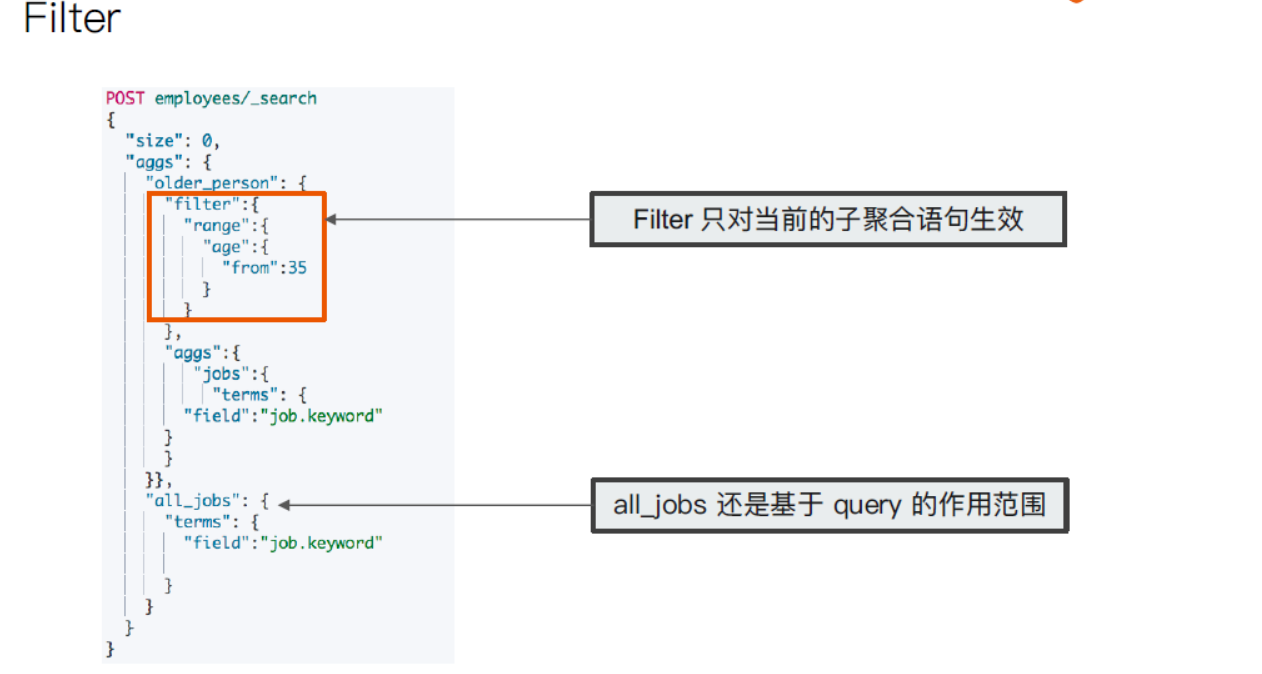 Filter
POST employees/_search
{
"size": 0,
"aggs": {
"older_person": {
"filter":{
"range":{
"age":{
"from":35
}
}
},
"aggs":{
"jobs":{
"terms": {
"field":"job.keyword"
}
}
}},
"all_jobs": {
"terms": {
"field":"job.keyword"
}
}
}
}
Filter 只对当前的子聚合语句生效
all_jobs 还是基于 query 的作用范围